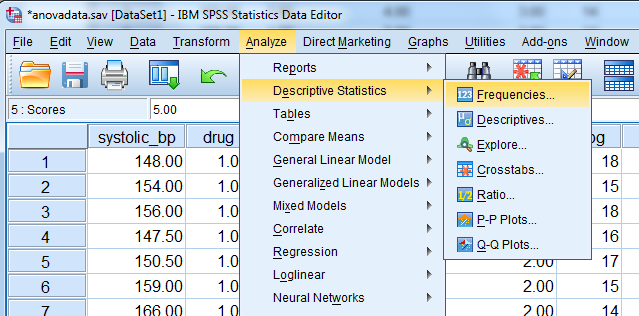 *anovadata.sav [DataSet1] - IBM SPSS Statistics Data Editor
File Edit View Data Transform Analyze Direct Marketing Graphs Utilities Add-ons Window
5 : Scores 5.00
Reports
Descriptive Statistics
Tables
Compare Means
General Linear Model
Generalized Linear Models
Mixed Models
Correlate
Regression
Loglinear
Neural Networks
Frequencies...
Descriptives...
Explore...
Crosstabs...
Ratio...
P-P Plots...
Q-Q Plots...
systolic_bp drug
1 148.00 1.0 18
2 154.00 1.0 15
3 156.00 1.0 18
4 147.50 1.0 16
5 150.50 1.0 17
6 159.00 1.0 2.00 15
7 166.00 1.0 2.00 14